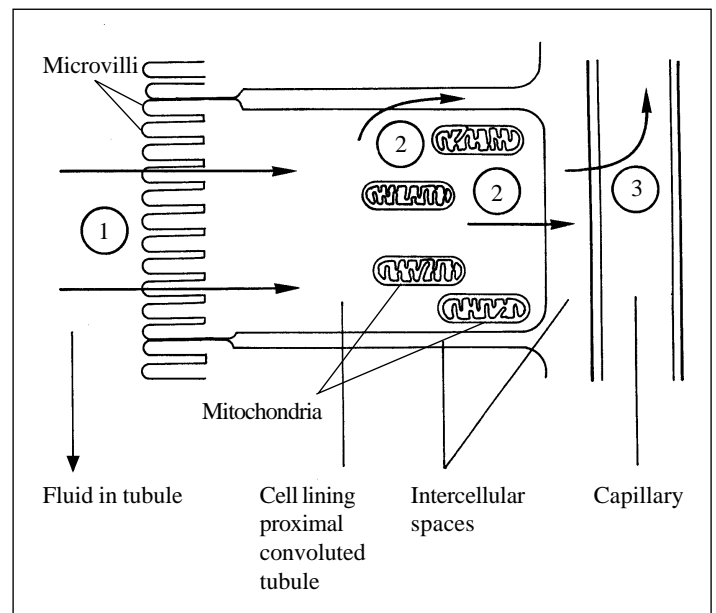 Microvilli
2
2
3
1
Mitochondria
Fluid in tubule
Cell lining
proximal
convoluted
tubule
Intercellular
spaces
Capillary